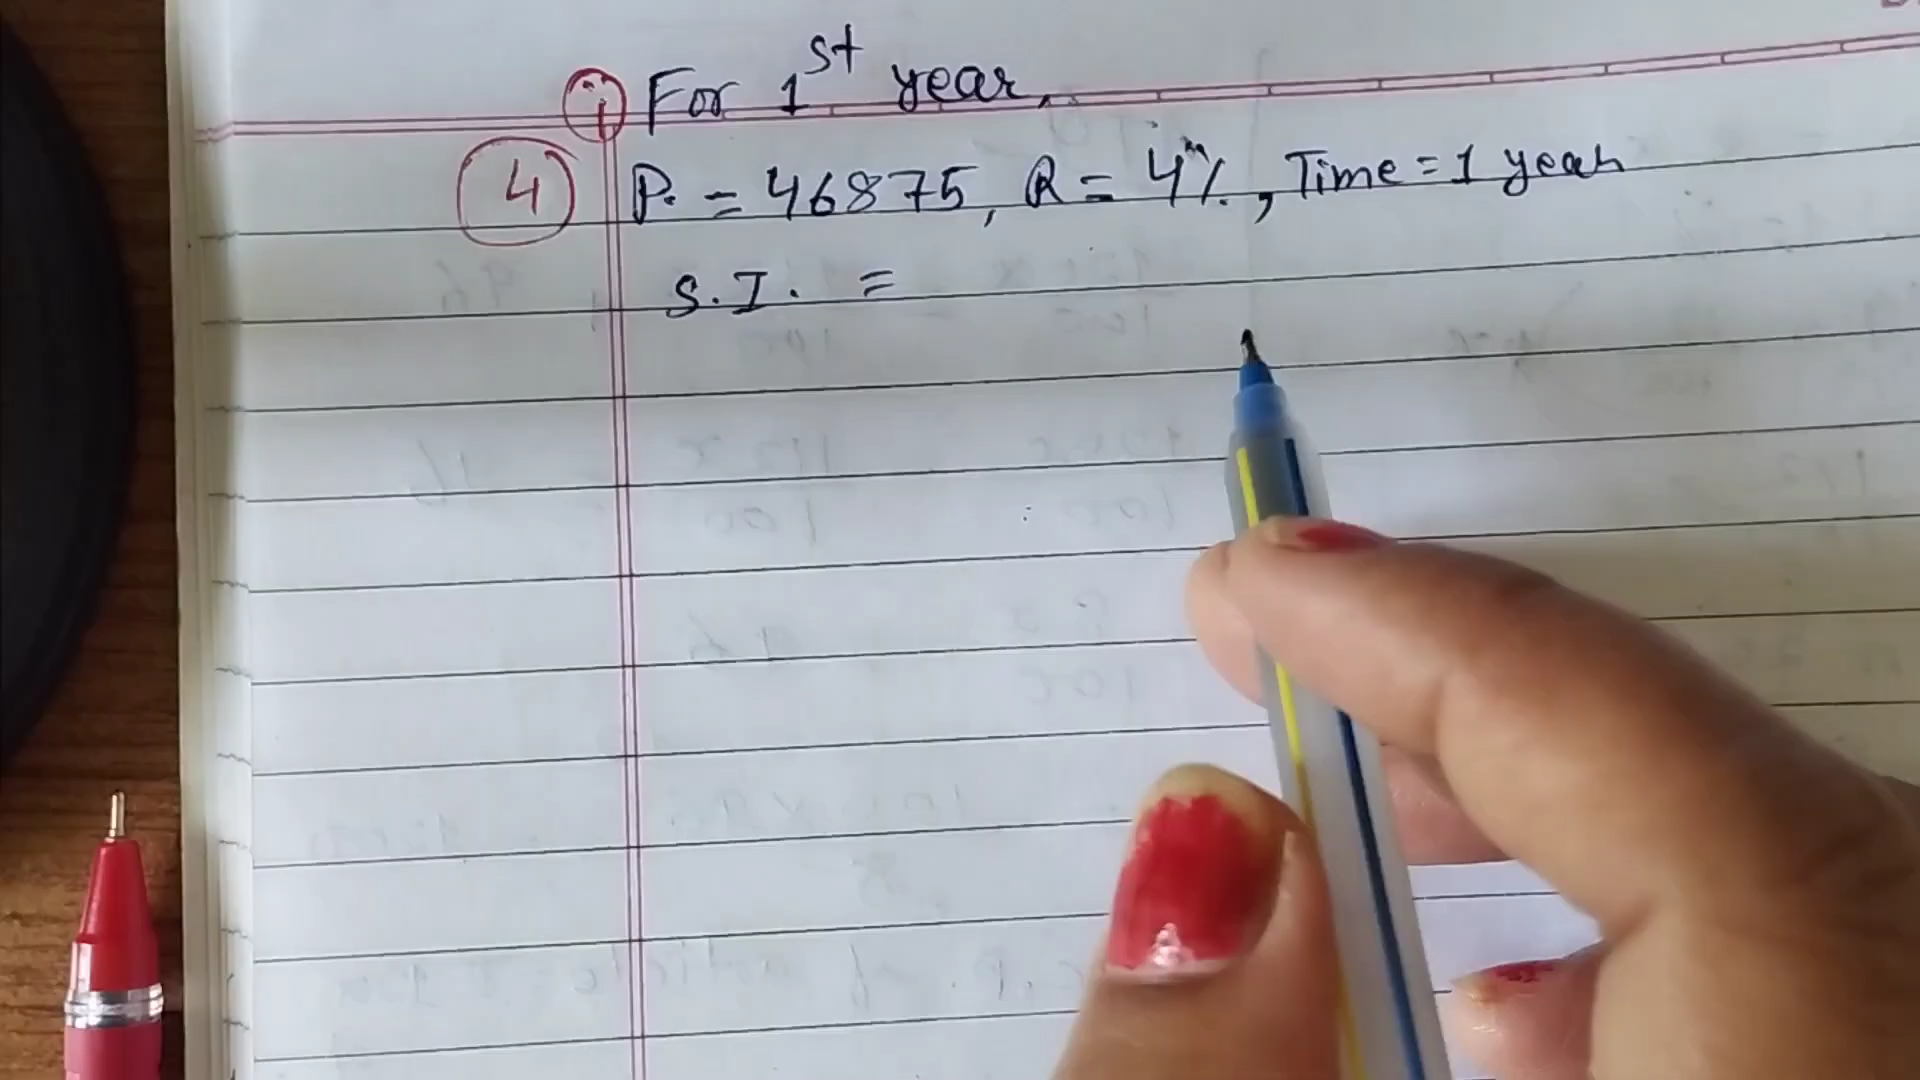 i For 1st year,
4 P. = 46875, R = 4%, Time = 1 year
S.I. =